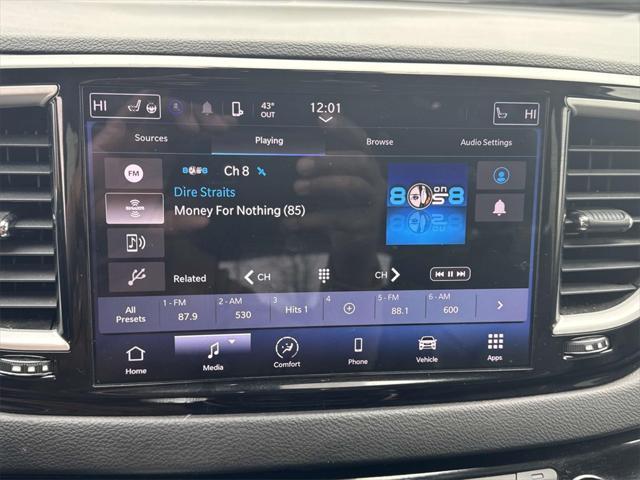 HI
43°
OUT
12:01
HI
Sources
Playing
Browse
Audio Settings
FM
Ch 8
Dire Straits
Money For Nothing (85)
8 on 8
Related
CH
CH
All
Presets
1 - FM
87.9
2 - AM
530
3
Hits 1
4
5 - FM
88.1
6 - AM
600
Home
Media
Comfort
Phone
Vehicle
Apps